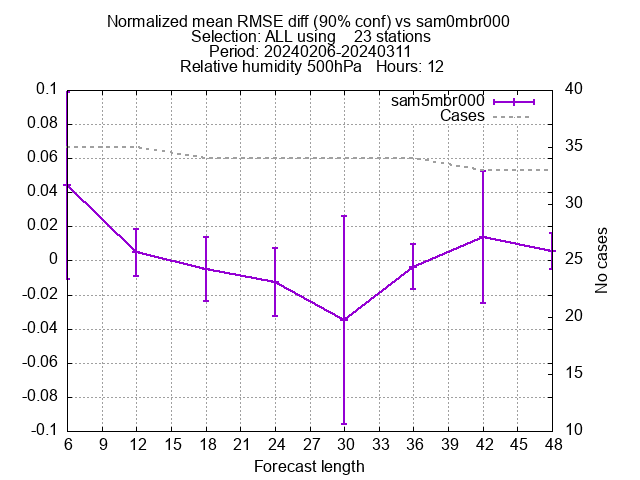 Normalized mean RMSE diff (90% conf) vs sam0mbr000
Selection: ALL using    23 stations
Period: 20240206-20240311
Relative humidity 500hPa   Hours: 12
sam5mbr000
Cases
0.1
0.08
0.06
0.04
0.02
0
-0.02
-0.04
-0.06
-0.08
-0.1
40
35
30
25
20
15
10
No cases
6 9 12 15 18 21 24 27 30 33 36 39 42 45 48
Forecast length